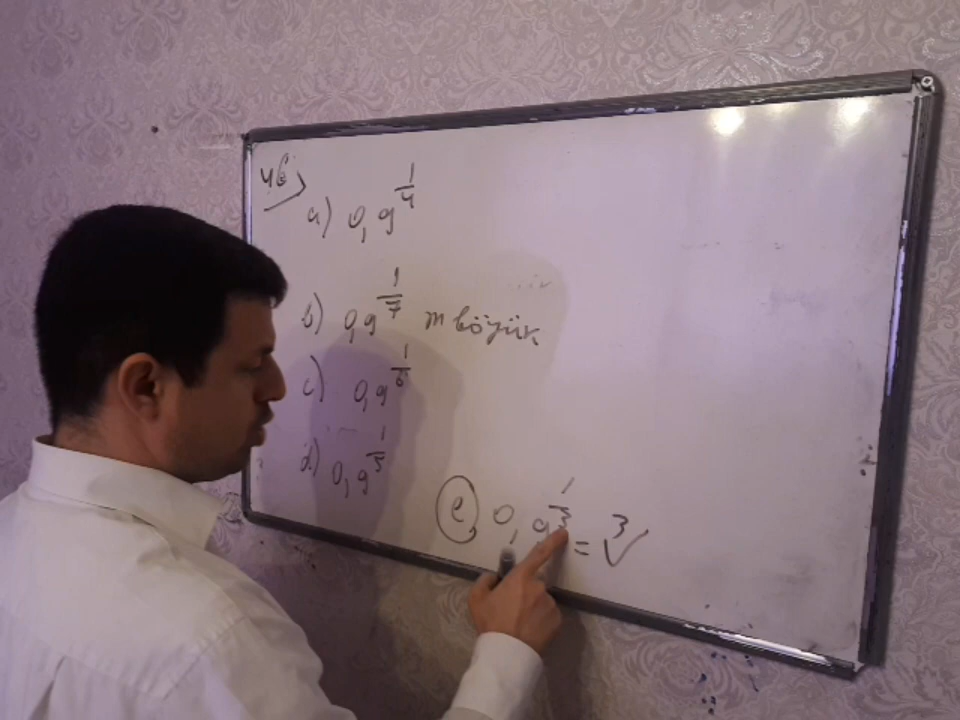 46)
a) 0,9^{1/4}
b) 0,9^{1/7} m böyük
c) 0,9^{1/6}
d) 0,9^{1/5}
e) 0,9^{1/3} = ∛